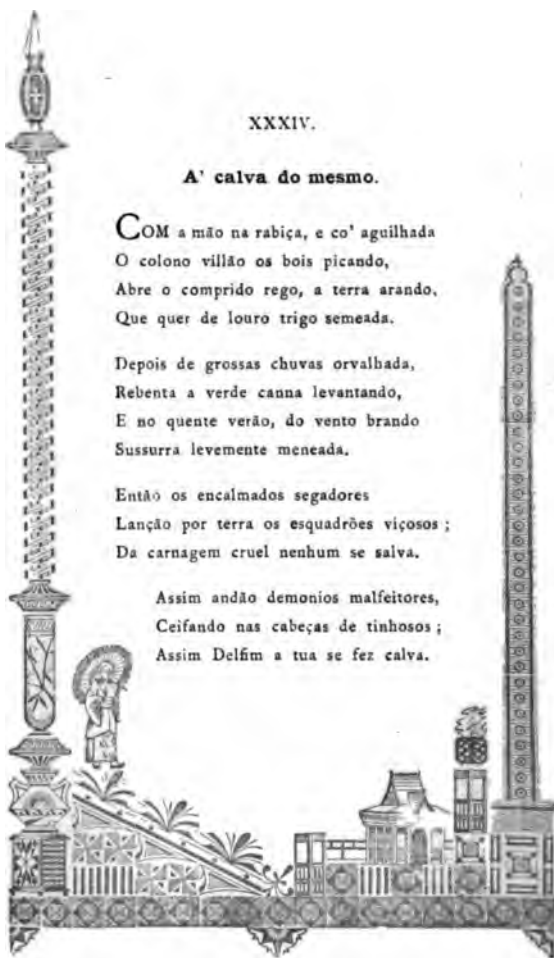 XXXIV.
A' calva do mesmo.
COM a mão na rabiça, e co' aguilhada
O colono villão os bois picando,
Abre o comprido rego, a terra arando,
Que quer de louro trigo semeada.
Depois de grossas chuvas orvalhada,
Rebenta a verde canna levantando,
E no quente verão, do vento brando
Sussurra levemente meneada.
Então os encalmados segadores
Lanção por terra os esquadrões viçosos ;
Da carnagem cruel nenhum se salva.
Assim andão demonios malfeitores,
Ceifando nas cabeças de tinhosos ;
Assim Delfim a tua se fez calva.